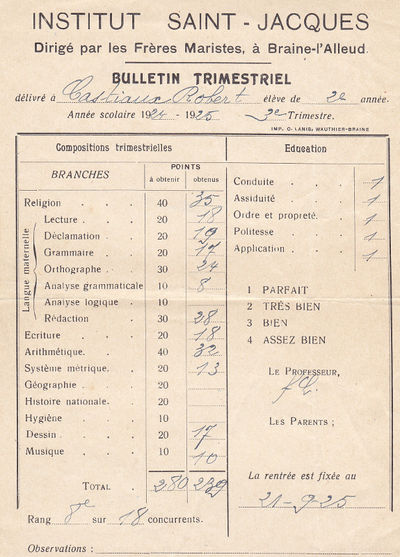 INSTITUT SAINT-JACQUES
Dirigé par les Frères Maristes, à Braine-l'Alleud
BULLETIN TRIMESTRIEL
délivré à Castiaux Robert élève de 2e année.
Année scolaire 1924-1925 3e Trimestre.
IMP. C. LANIS, WAUTHIER-BRAINE
Compositions trimestrielles
BRANCHES
POINTS
à obtenir obtenus
Religion 40 35
Langue maternelle
Lecture 20 18
Déclamation 20 19
Grammaire 20 17
Orthographe 30 24
Analyse grammaticale 10 8
Analyse logique 10
Rédaction 30 28
Ecriture 20 18
Arithmétique. 40 32
Système métrique. 20 13
Géographie 20
Histoire nationale. 20
Hygiène 10
Dessin 20 17
Musique 10 10
TOTAL 280 239
Rang 8e sur 18 concurrents.
Education
Conduite 1
Assiduité 1
Ordre et propreté. 1
Politesse 1
Application 1
1 PARFAIT
2 TRÈS BIEN
3 BIEN
4 ASSEZ BIEN
LE PROFESSEUR,
LES PARENTS ;
La rentrée est fixée au
21-9-25
Observations :